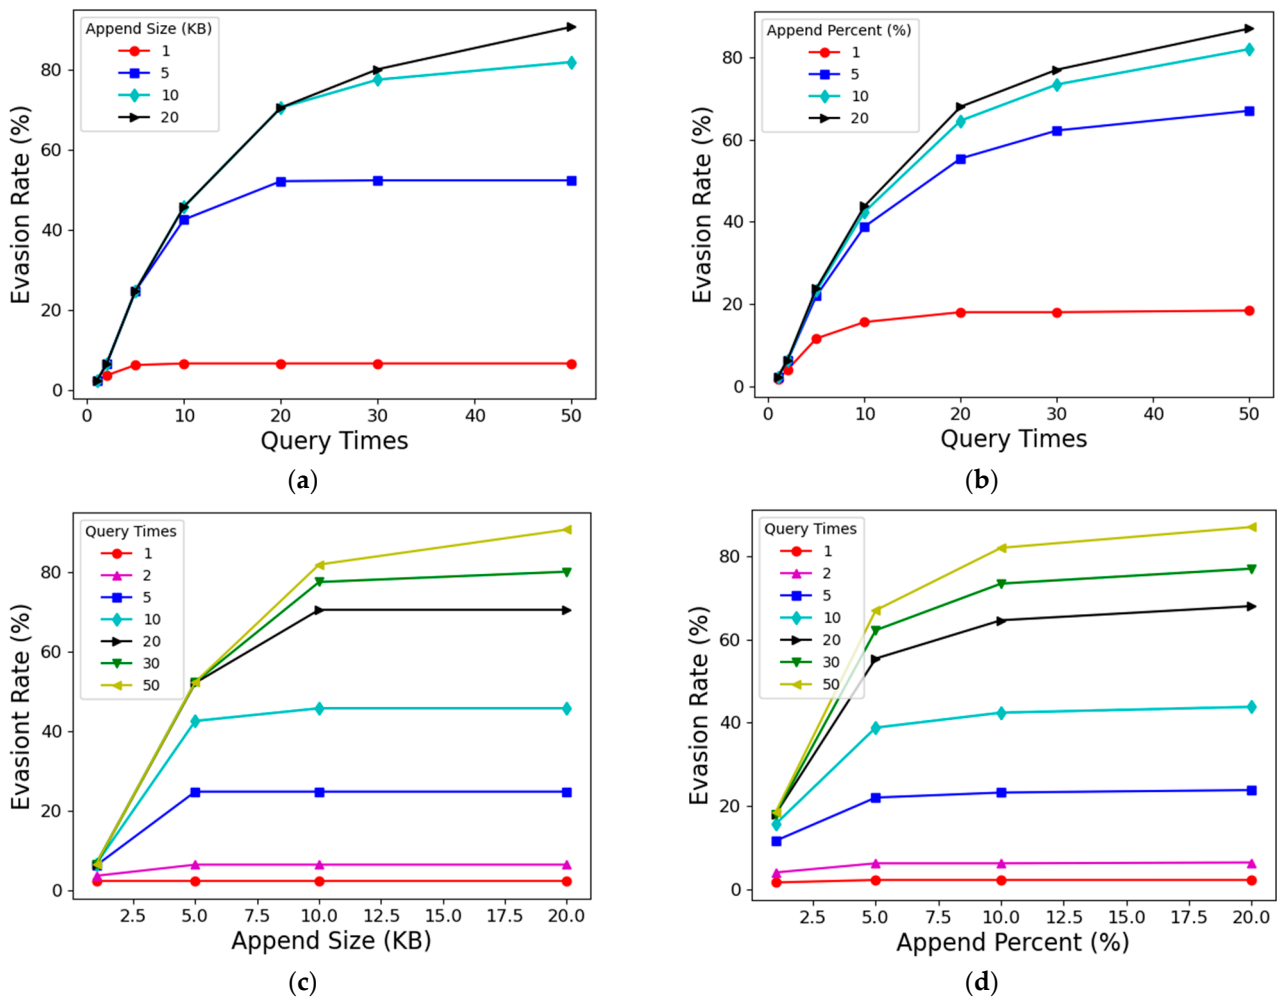 Append Size (KB)
1
5
10
20
80
60
40
20
0
Evasion Rate (%)
0 10 20 30 40 50
Query Times
(a)
Append Percent (%)
1
5
10
20
80
60
40
20
0
Evasion Rate (%)
0 10 20 30 40 50
Query Times
(b)
Query Times
1
2
5
10
20
30
50
80
60
40
20
0
Evasiont Rate (%)
2.5 5.0 7.5 10.0 12.5 15.0 17.5 20.0
Append Size (KB)
(c)
Query Times
1
2
5
10
20
30
50
80
60
40
20
0
Evasion Rate (%)
2.5 5.0 7.5 10.0 12.5 15.0 17.5 20.0
Append Percent (%)
(d)